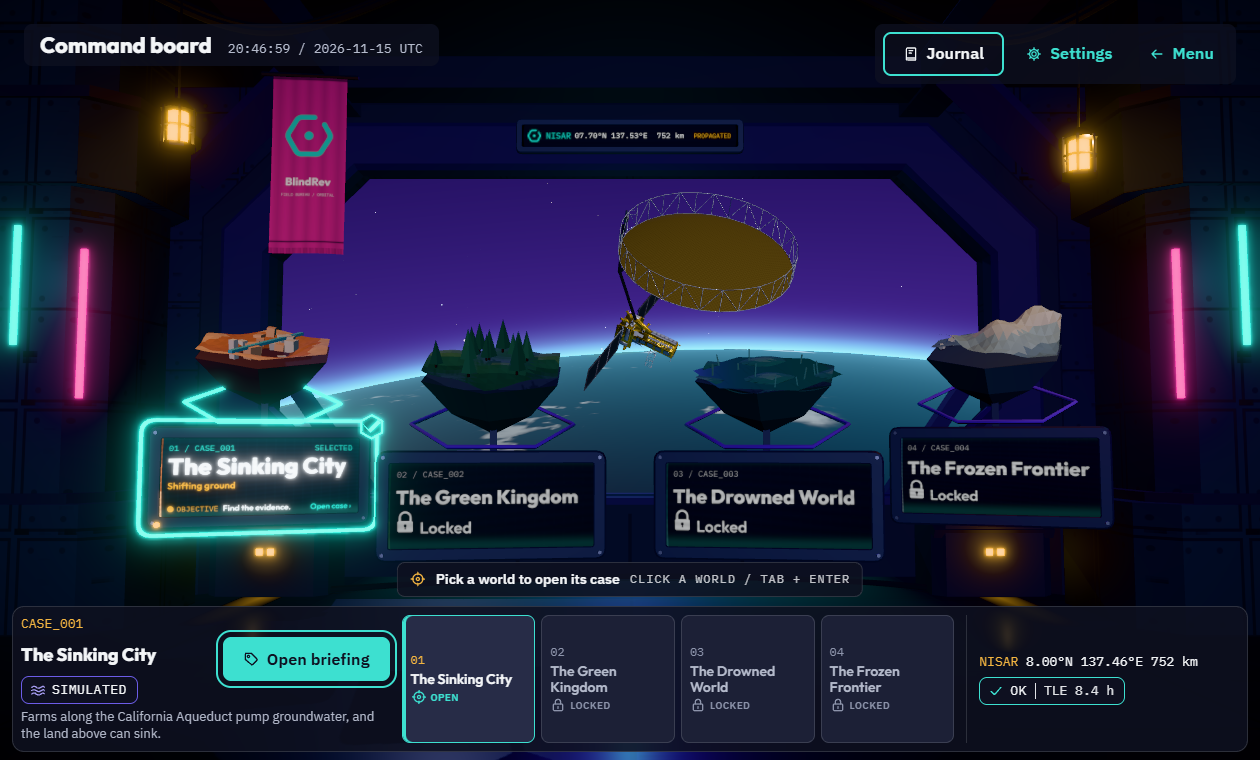 Command board
20:46:59 / 2026-11-15 UTC
Journal
Settings
Menu
NISAR 07.70°N 137.53°E 752 km PROPAGATED
BlindRev
01 / CASE_001 SELECTED
The Sinking City
Shifting ground
OBJECTIVE Find the evidence. Open case ›
02 / CASE_002
The Green Kingdom
Locked
03 / CASE_003
The Drowned World
Locked
04 / CASE_004
The Frozen Frontier
Locked
Pick a world to open its case CLICK A WORLD / TAB + ENTER
CASE_001
The Sinking City
SIMULATED
Farms along the California Aqueduct pump groundwater, and
the land above can sink.
Open briefing
01
The Sinking City
OPEN
02
The Green
Kingdom
LOCKED
03
The Drowned
World
LOCKED
04
The Frozen
Frontier
LOCKED
NISAR 8.00°N 137.46°E 752 km
OK | TLE 8.4 h